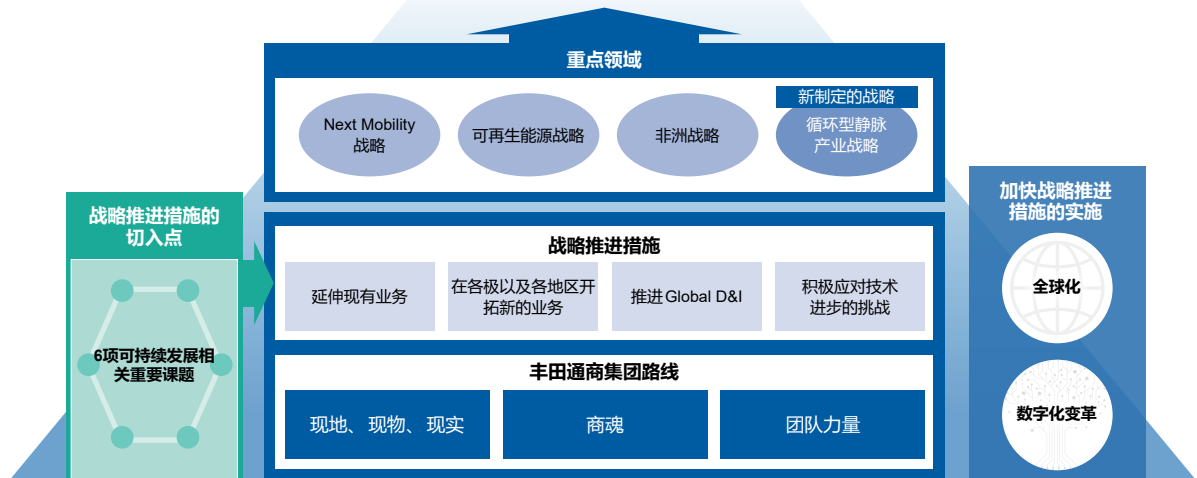 重点领域
Next Mobility
战略
可再生能源战略
非洲战略
新制定的战略
循环型静脉
产业战略
战略推进措施的
切入点
6项可持续发展相
关重要课题
战略推进措施
延伸现有业务
在各极以及各地区开
拓新的业务
推进Global D&I
积极应对技术
进步的挑战
丰田通商集团路线
现地、现物、现实
商魂
团队力量
加快战略推进
措施的实施
全球化
数字化变革